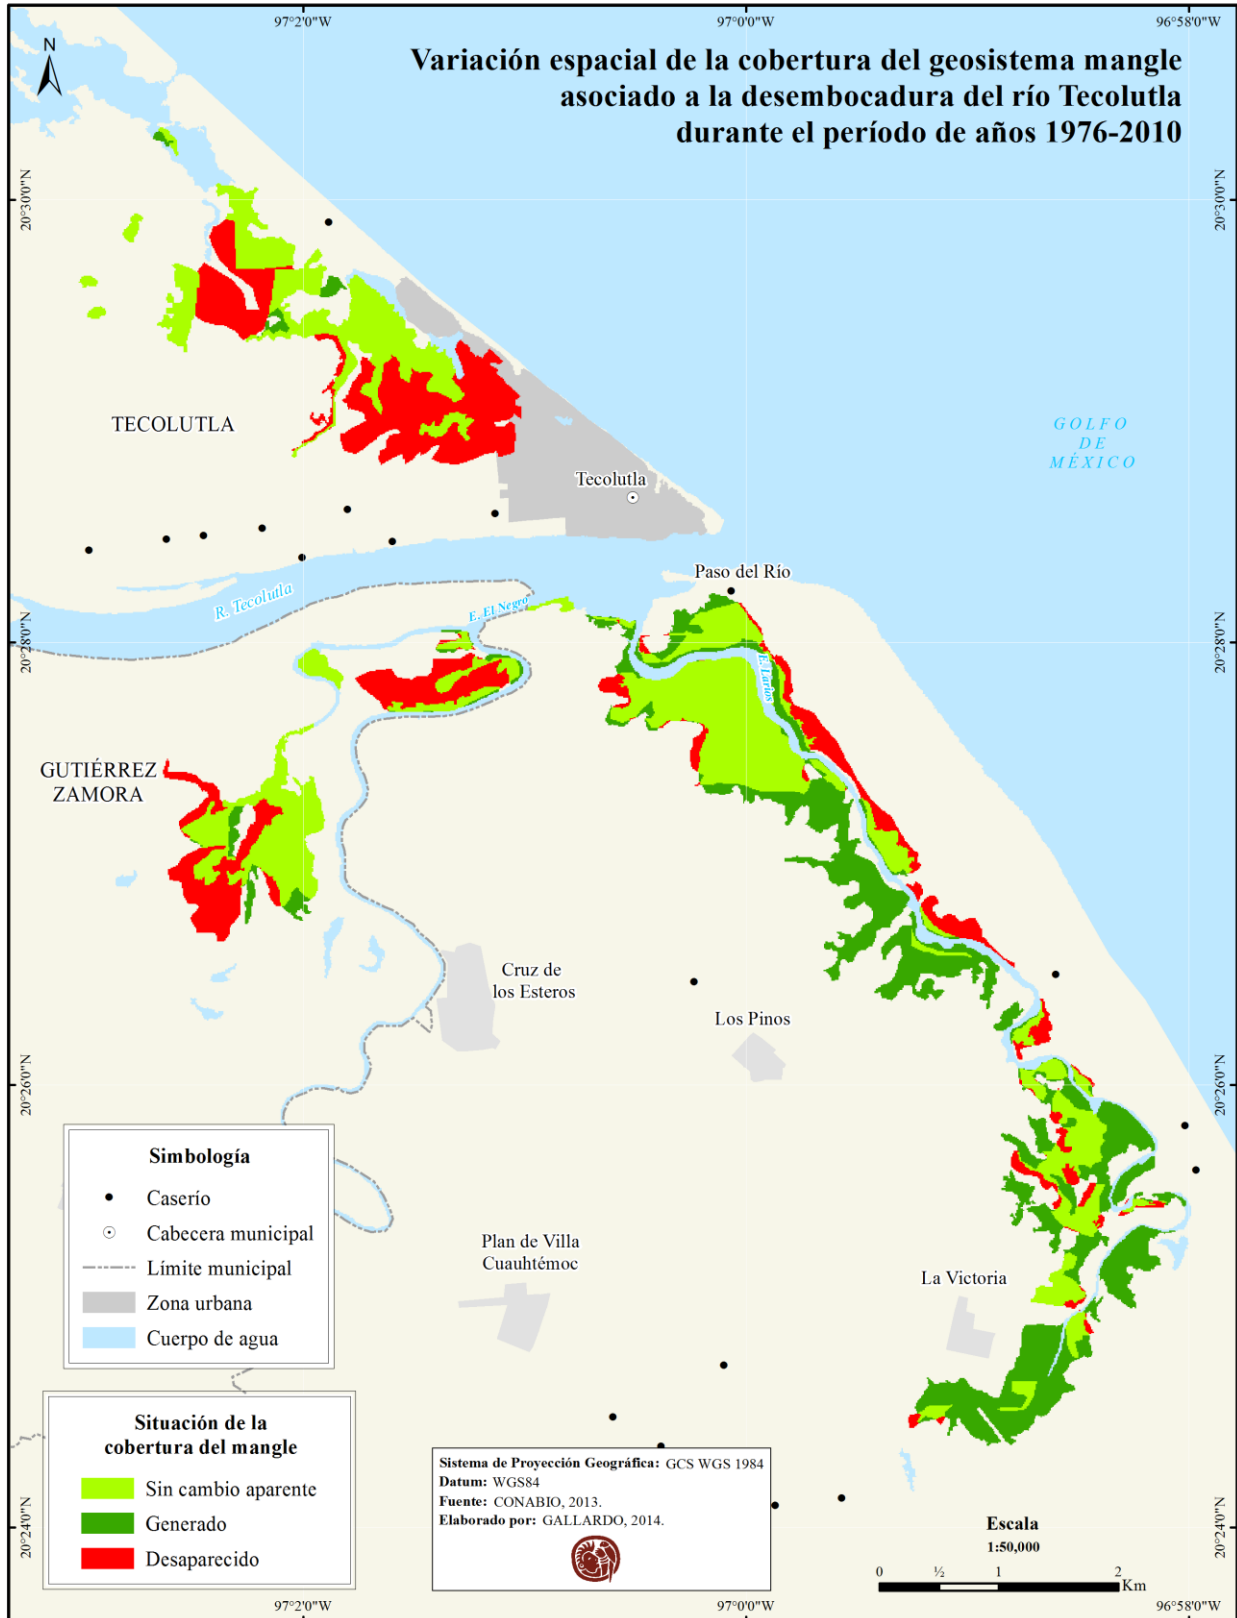 97°2'0"W
97°0'0"W
96°58'0"W
N
Variación espacial de la cobertura del geosistema mangle
asociado a la desembocadura del río Tecolutla
durante el período de años 1976-2010
20°30'0"N
20°30'0"N
TECOLUTLA
GOLFO
DE
MÉXICO
Tecolutla
Paso del Río
R. Tecolutla
E. El Negro
20°28'0"N
20°28'0"N
E. Larios
GUTIÉRREZ
ZAMORA
Cruz de
los Esteros
Los Pinos
20°26'0"N
20°26'0"N
Plan de Villa
Cuauhtémoc
La Victoria
Simbología
Caserío
Cabecera municipal
Límite municipal
Zona urbana
Cuerpo de agua
Situación de la
cobertura del mangle
Sin cambio aparente
Generado
Desaparecido
Sistema de Proyección Geográfica: GCS WGS 1984
Datum: WGS84
Fuente: CONABIO, 2013.
Elaborado por: GALLARDO, 2014.
Escala
1:50,000
0 ½ 1 2
Km
20°24'0"N
20°24'0"N
97°2'0"W
97°0'0"W
96°58'0"W